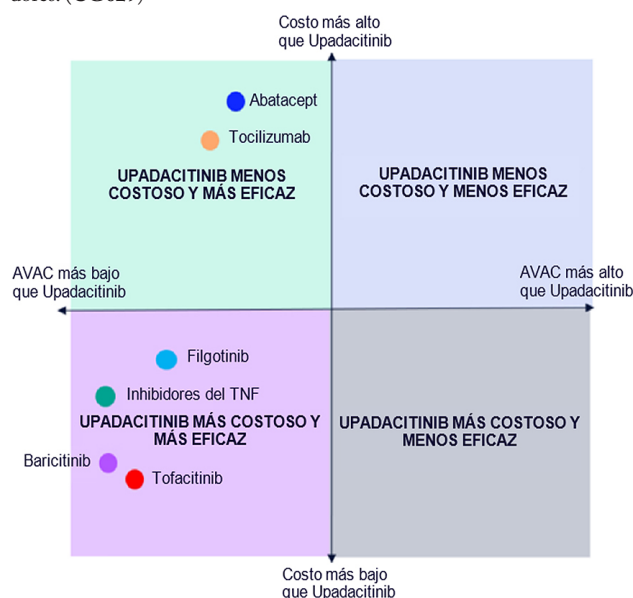 Costo más alto
que Upadacitinib
Abatacept
Tocilizumab
UPADACITINIB MENOS
COSTOSO Y MÁS EFICAZ
UPADACITINIB MENOS
COSTOSO Y MENOS EFICAZ
AVAC más bajo
que Upadacitinib
AVAC más alto
que Upadacitinib
Filgotinib
Inhibidores del TNF
UPADACITINIB MÁS COSTOSO Y
MÁS EFICAZ
UPADACITINIB MÁS COSTOSO Y
MENOS EFICAZ
Baricitinib
Tofacitinib
Costo más bajo
que Upadacitinib